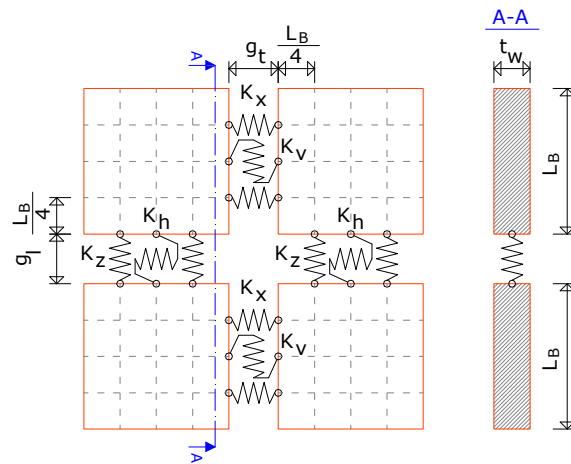 A-A
A
g_t
L_B/4
t_w
K_x
K_v
L_B
L_B/4
K_h
K_h
g_l
K_z
K_z
K_x
K_v
L_B
A